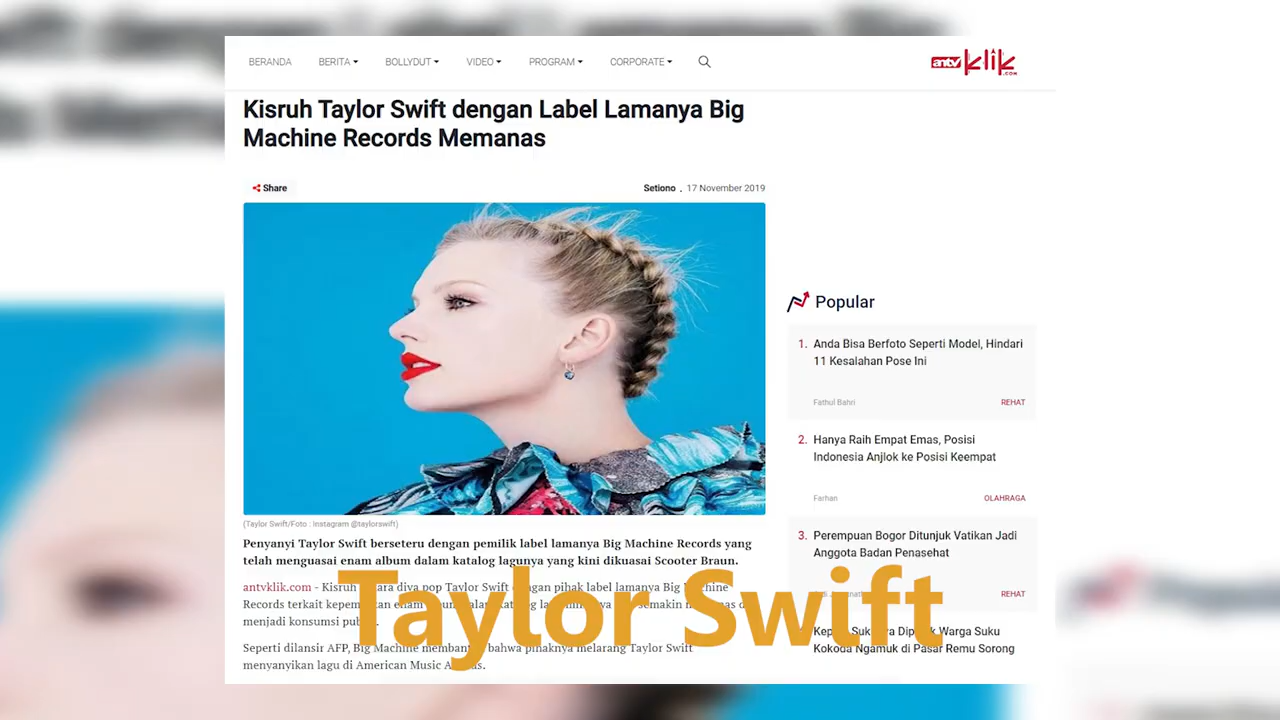 BERANDA BERITA BOLLYDUT VIDEO PROGRAM CORPORATE
antv klik .com
Kisruh Taylor Swift dengan Label Lamanya Big
Machine Records Memanas
Share
Setiono . 17 November 2019
(Taylor Swift/Foto : Instagram @taylorswift)
Penyanyi Taylor Swift berseteru dengan pemilik label lamanya Big Machine Records yang
telah menguasai enam album dalam katalog lagunya yang kini dikuasai Scooter Braun.
antvklik.com - Kisruh Taylor Swift pihak label lamanya Big
Records terkait
menjadi konsumsi
Seperti dilansir AFP, Big Machine bahwa pihaknya melarang Taylor Swift
menyanyikan lagu di American Music
Taylor Swift
Popular
1. Anda Bisa Berfoto Seperti Model, Hindari
11 Kesalahan Pose Ini
Fathul Bahri REHAT
2. Hanya Raih Empat Emas, Posisi
Indonesia Anjlok ke Posisi Keempat
Farhan OLAHRAGA
3. Perempuan Bogor Ditunjuk Vatikan Jadi
Anggota Badan Penasehat
REHAT
Warga Suku
Kokoda Ngamuk di Pasar Remu Sorong